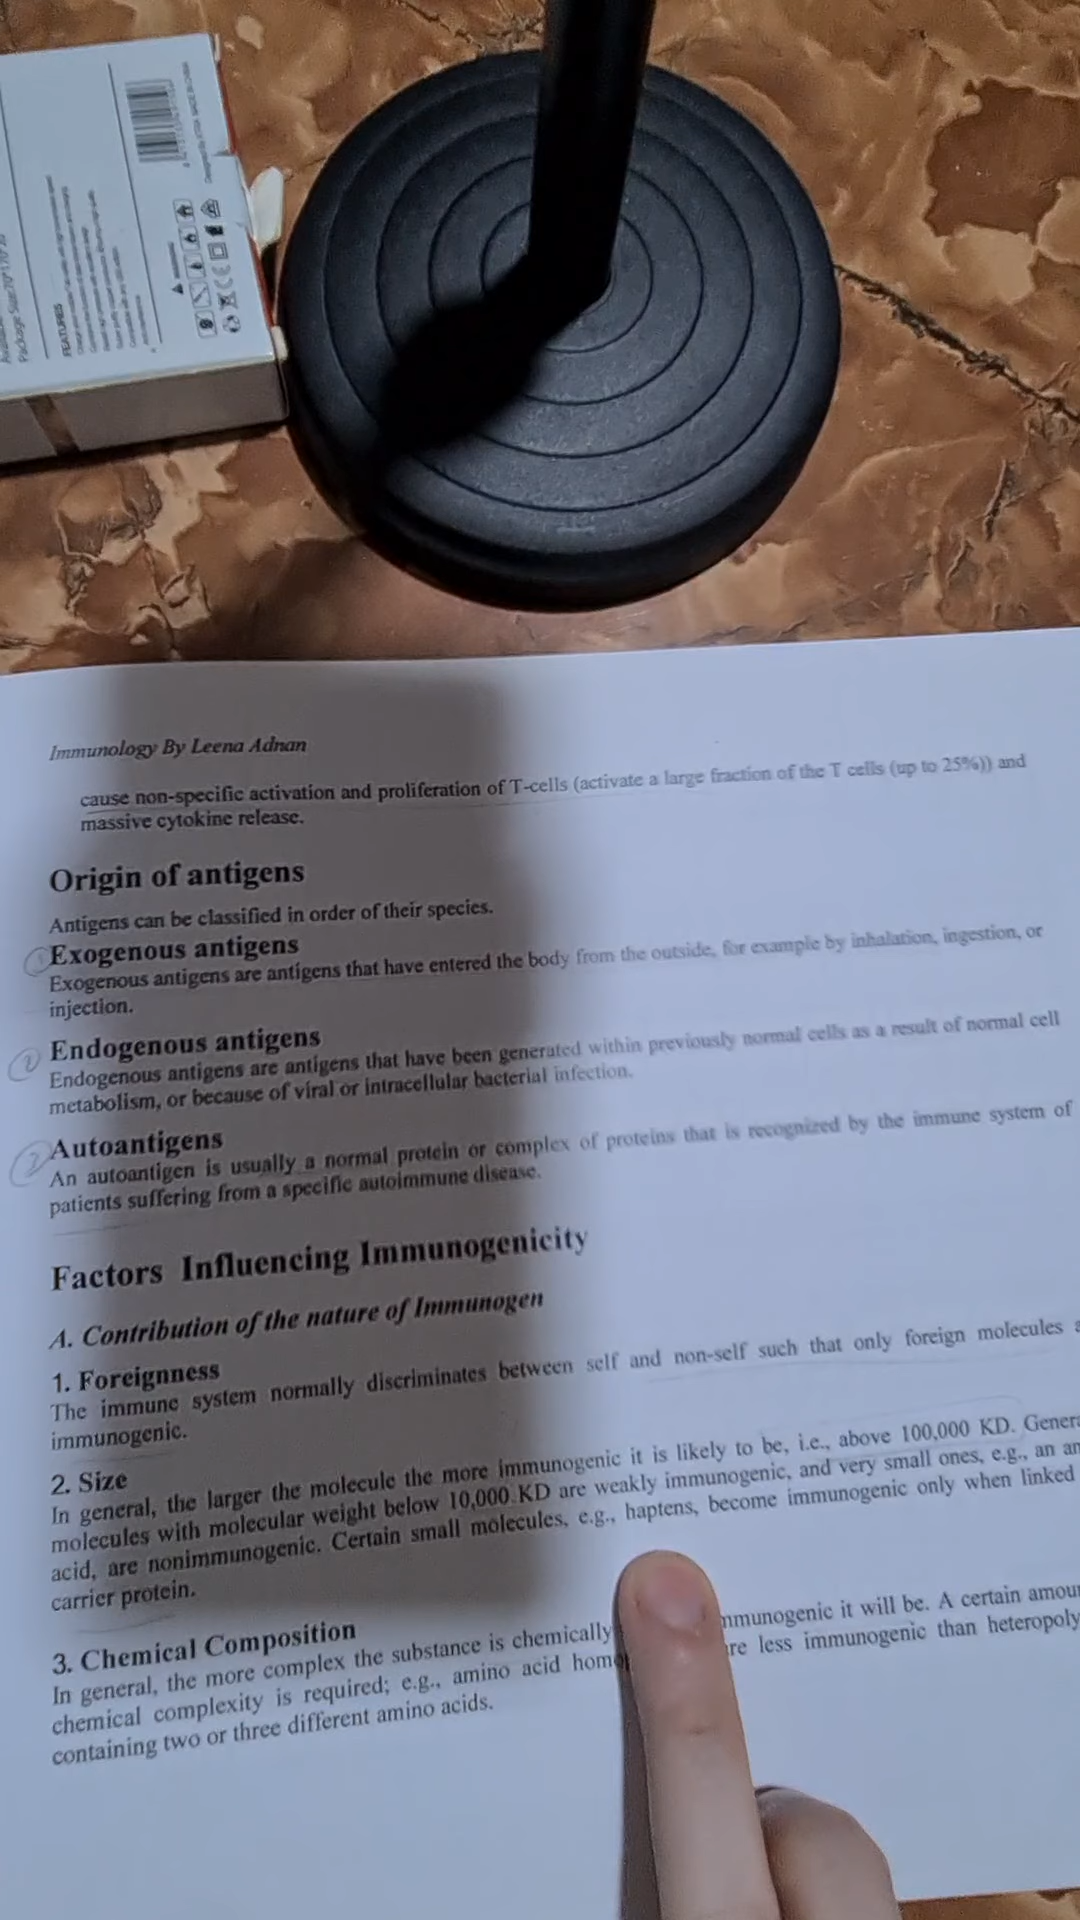 Package Size:70*170*35
FEATURES
Immunology By Leena Adnan
cause non-specific activation and proliferation of T-cells (activate a large fraction of the T cells (up to 25%)) and
massive cytokine release.
Origin of antigens
Antigens can be classified in order of their species.
Exogenous antigens
Exogenous antigens are antigens that have entered the body from the outside, for example by inhalation, ingestion, or
injection.
Endogenous antigens
Endogenous antigens are antigens that have been generated within previously normal cells as a result of normal cell
metabolism, or because of viral or intracellular bacterial infection.
Autoantigens
An autoantigen is usually a normal protein or complex of proteins that is recognized by the immune system of
patients suffering from a specific autoimmune disease.
Factors Influencing Immunogenicity
A. Contribution of the nature of Immunogen
1. Foreignness
The immune system normally discriminates between self and non-self such that only foreign molecules a
immunogenic.
2. Size
In general, the larger the molecule the more immunogenic it is likely to be, i.e., above 100,000 KD. Genera
molecules with molecular weight below 10,000 KD are weakly immunogenic, and very small ones, e.g., an am
acid, are nonimmunogenic. Certain small molecules, e.g., haptens, become immunogenic only when linked
carrier protein.
3. Chemical Composition
In general, the more complex the substance is chemically mmunogenic it will be. A certain amoun
chemical complexity is required; e.g., amino acid homo re less immunogenic than heteropoly
containing two or three different amino acids.